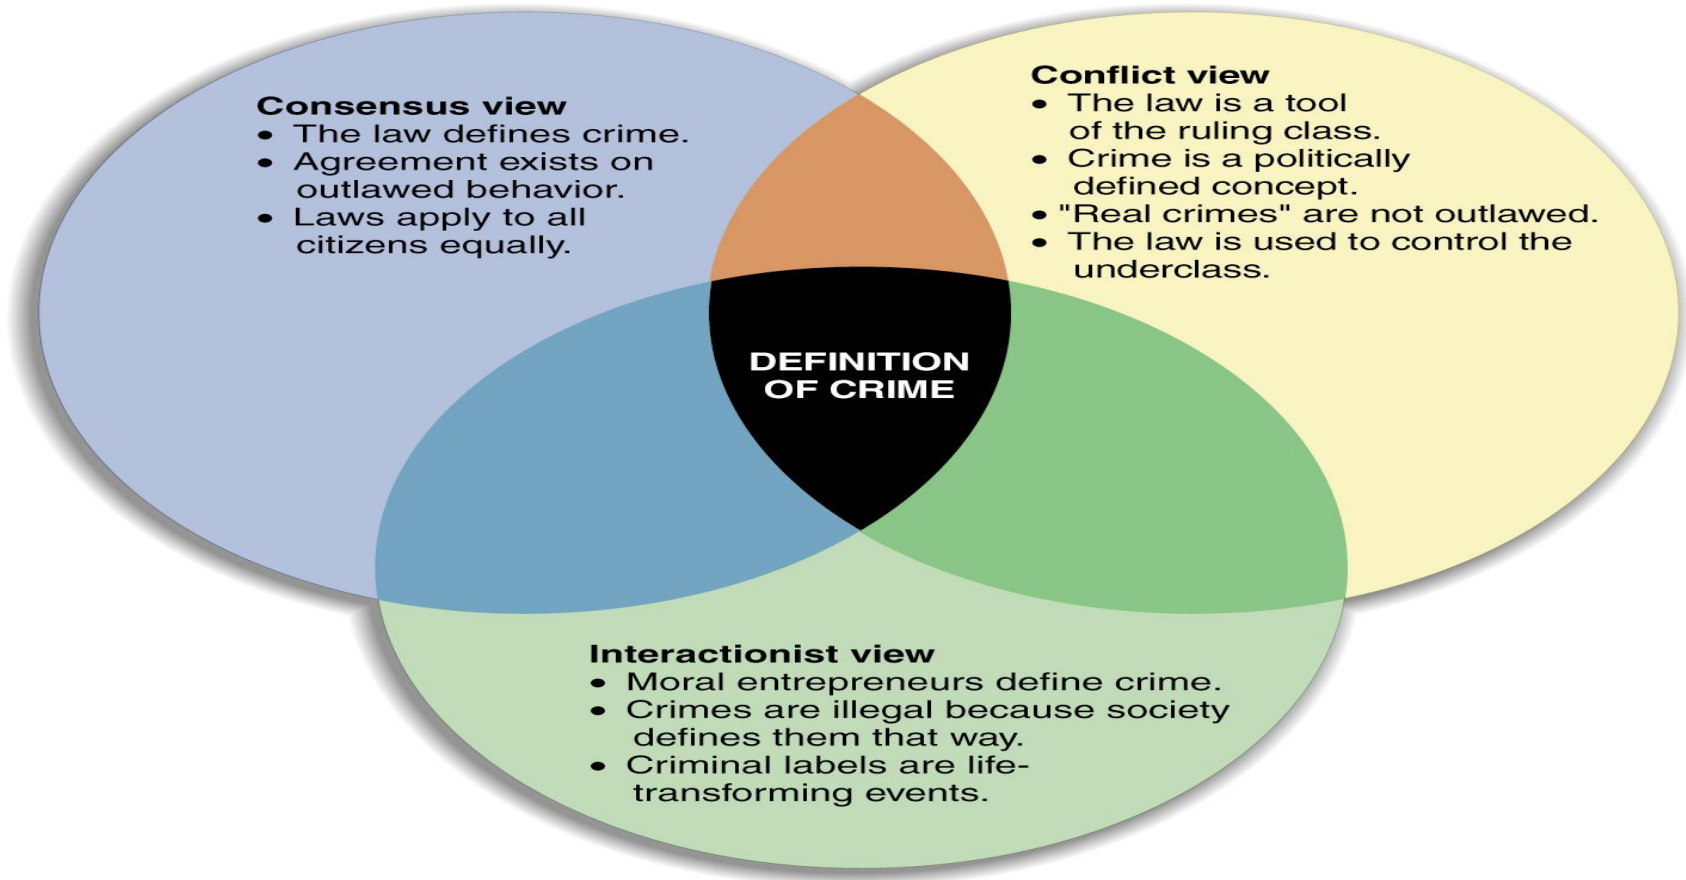 Consensus view
• The law defines crime.
• Agreement exists on
outlawed behavior.
• Laws apply to all
citizens equally.
Conflict view
• The law is a tool
of the ruling class.
• Crime is a politically
defined concept.
• "Real crimes" are not outlawed.
• The law is used to control the
underclass.
DEFINITION
OF CRIME
Interactionist view
• Moral entrepreneurs define crime.
• Crimes are illegal because society
defines them that way.
• Criminal labels are life-
transforming events.